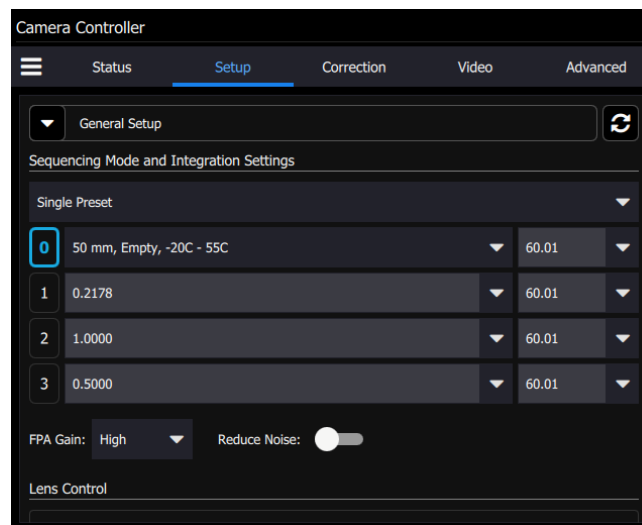 Camera Controller
Status Setup Correction Video Advanced
General Setup
Sequencing Mode and Integration Settings
Single Preset
0 50 mm, Empty, -20C - 55C 60.01
1 0.2178 60.01
2 1.0000 60.01
3 0.5000 60.01
FPA Gain: High Reduce Noise:
Lens Control